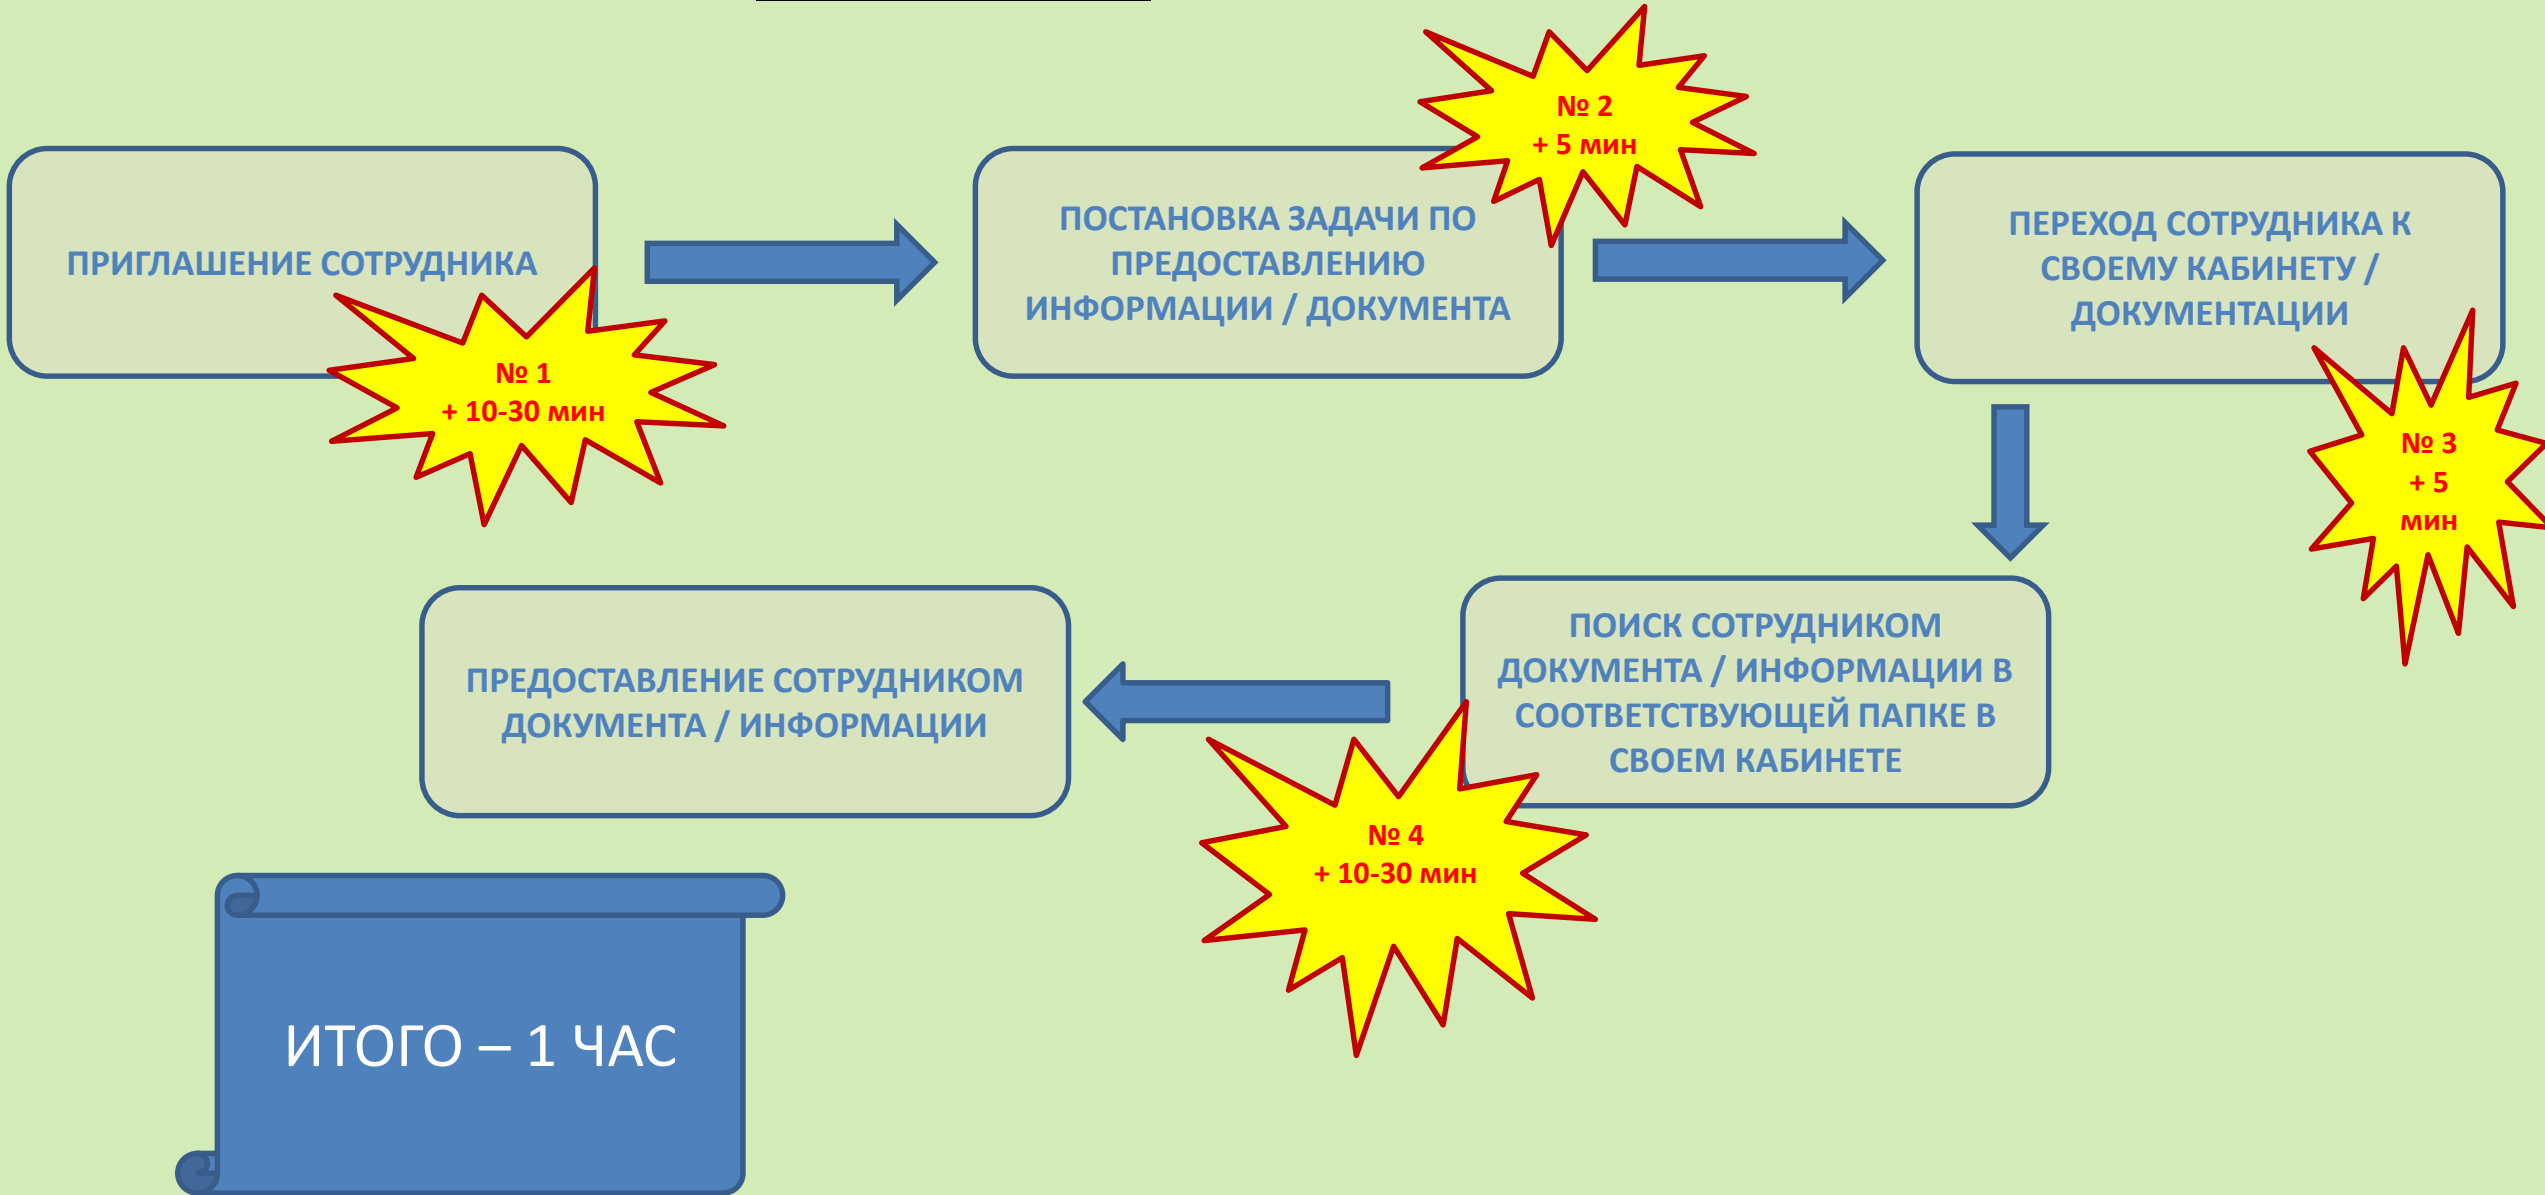 ПРИГЛАШЕНИЕ СОТРУДНИКА
№ 1
+ 10-30 мин
ПОСТАНОВКА ЗАДАЧИ ПО
ПРЕДОСТАВЛЕНИЮ
ИНФОРМАЦИИ / ДОКУМЕНТА
№ 2
+ 5 мин
ПЕРЕХОД СОТРУДНИКА К
СВОЕМУ КАБИНЕТУ /
ДОКУМЕНТАЦИИ
№ 3
+ 5
мин
ПОИСК СОТРУДНИКОМ
ДОКУМЕНТА / ИНФОРМАЦИИ В
СООТВЕТСТВУЮЩЕЙ ПАПКЕ В
СВОЕМ КАБИНЕТЕ
№ 4
+ 10-30 мин
ПРЕДОСТАВЛЕНИЕ СОТРУДНИКОМ
ДОКУМЕНТА / ИНФОРМАЦИИ
ИТОГО – 1 ЧАС